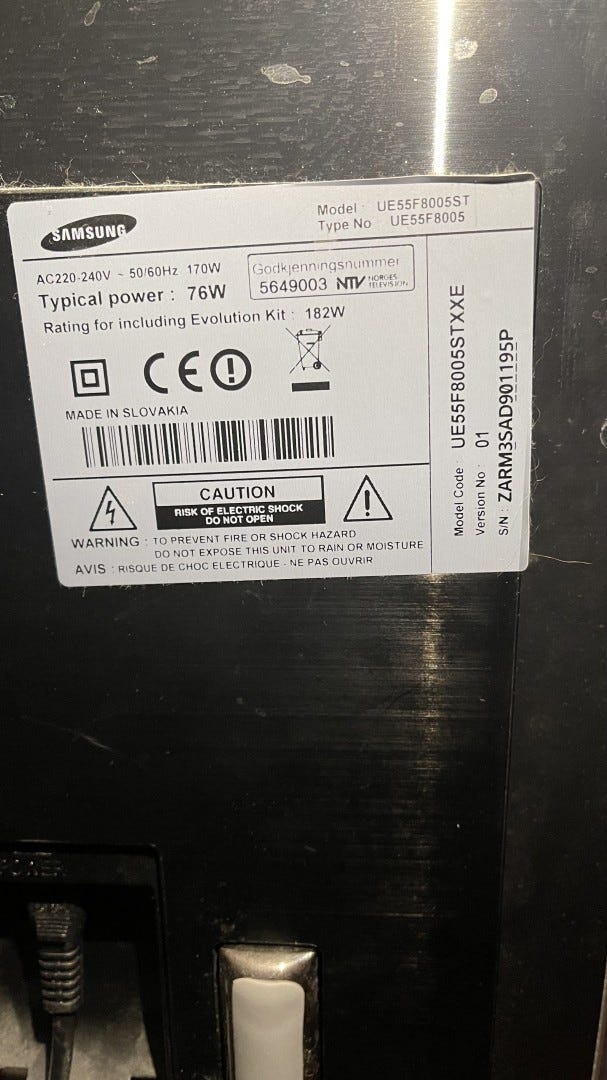 SAMSUNG
Model : UE55F8005ST
Type No : UE55F8005
AC220-240V ~ 50/60Hz 170W
Typical power : 76W
Rating for including Evolution Kit : 182W
Godkjenningsnummer
5649003 NTV NORGES
TELEVISJON
CE
MADE IN SLOVAKIA
CAUTION
RISK OF ELECTRIC SHOCK
DO NOT OPEN
WARNING : TO PREVENT FIRE OR SHOCK HAZARD
DO NOT EXPOSE THIS UNIT TO RAIN OR MOISTURE
AVIS : RISQUE DE CHOC ELECTRIQUE - NE PAS OUVRIR
Model Code : UE55F8005STXXE
Version No : 01
S/N : ZARM3SAD901195P
POWER